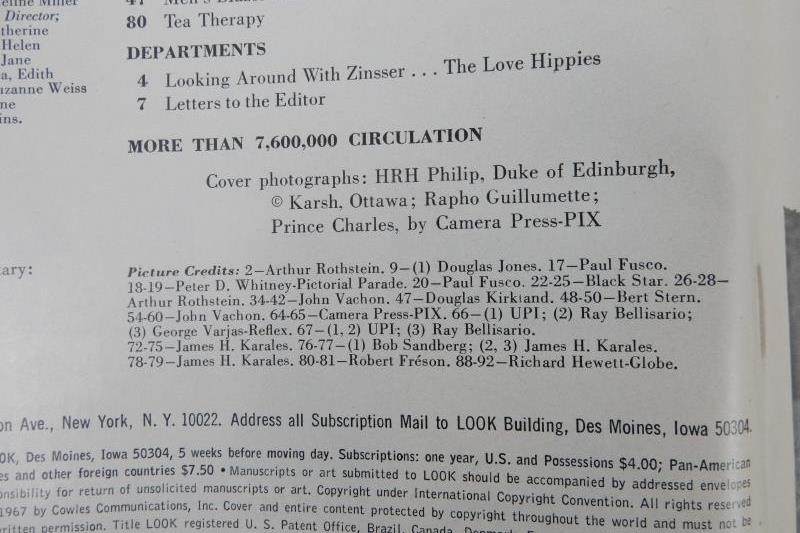 eline Miller
Director;
therine
Helen
Jane
a, Edith
uzanne Weiss
ne
ins.
47 Men's
80 Tea Therapy
DEPARTMENTS
4 Looking Around With Zinsser . . . The Love Hippies
7 Letters to the Editor
MORE THAN 7,600,000 CIRCULATION
Cover photographs: HRH Philip, Duke of Edinburgh,
© Karsh, Ottawa; Rapho Guillumette;
Prince Charles, by Camera Press-PIX
tary:
Picture Credits: 2—Arthur Rothstein. 9—(1) Douglas Jones. 17—Paul Fusco.
18-19—Peter D. Whitney-Pictorial Parade. 20—Paul Fusco. 22-25—Black Star. 26-28—
Arthur Rothstein. 34-42—John Vachon. 47—Douglas Kirkland. 48-50—Bert Stern.
54-60—John Vachon. 64-65—Camera Press-PIX. 66—(1) UPI; (2) Ray Bellisario;
(3) George Varjas-Reflex. 67—(1, 2) UPI; (3) Ray Bellisario.
72-75—James H. Karales. 76-77—(1) Bob Sandberg; (2, 3) James H. Karales.
78-79—James H. Karales. 80-81—Robert Fréson. 88-92—Richard Hewett-Globe.
on Ave., New York, N. Y. 10022. Address all Subscription Mail to LOOK Building, Des Moines, Iowa 50304.
OK, Des Moines, Iowa 50304, 5 weeks before moving day. Subscriptions: one year, U.S. and Possessions $4.00; Pan-American
es and other foreign countries $7.50 • Manuscripts or art submitted to LOOK should be accompanied by addressed envelopes
onsibility for return of unsolicited manuscripts or art. Copyright under International Copyright Convention. All rights reserved
1967 by Cowles Communications, Inc. Cover and entire content protected by copyright throughout the world and must not be
written permission. Title LOOK registered U. S. Patent Office, Brazil, Canada,